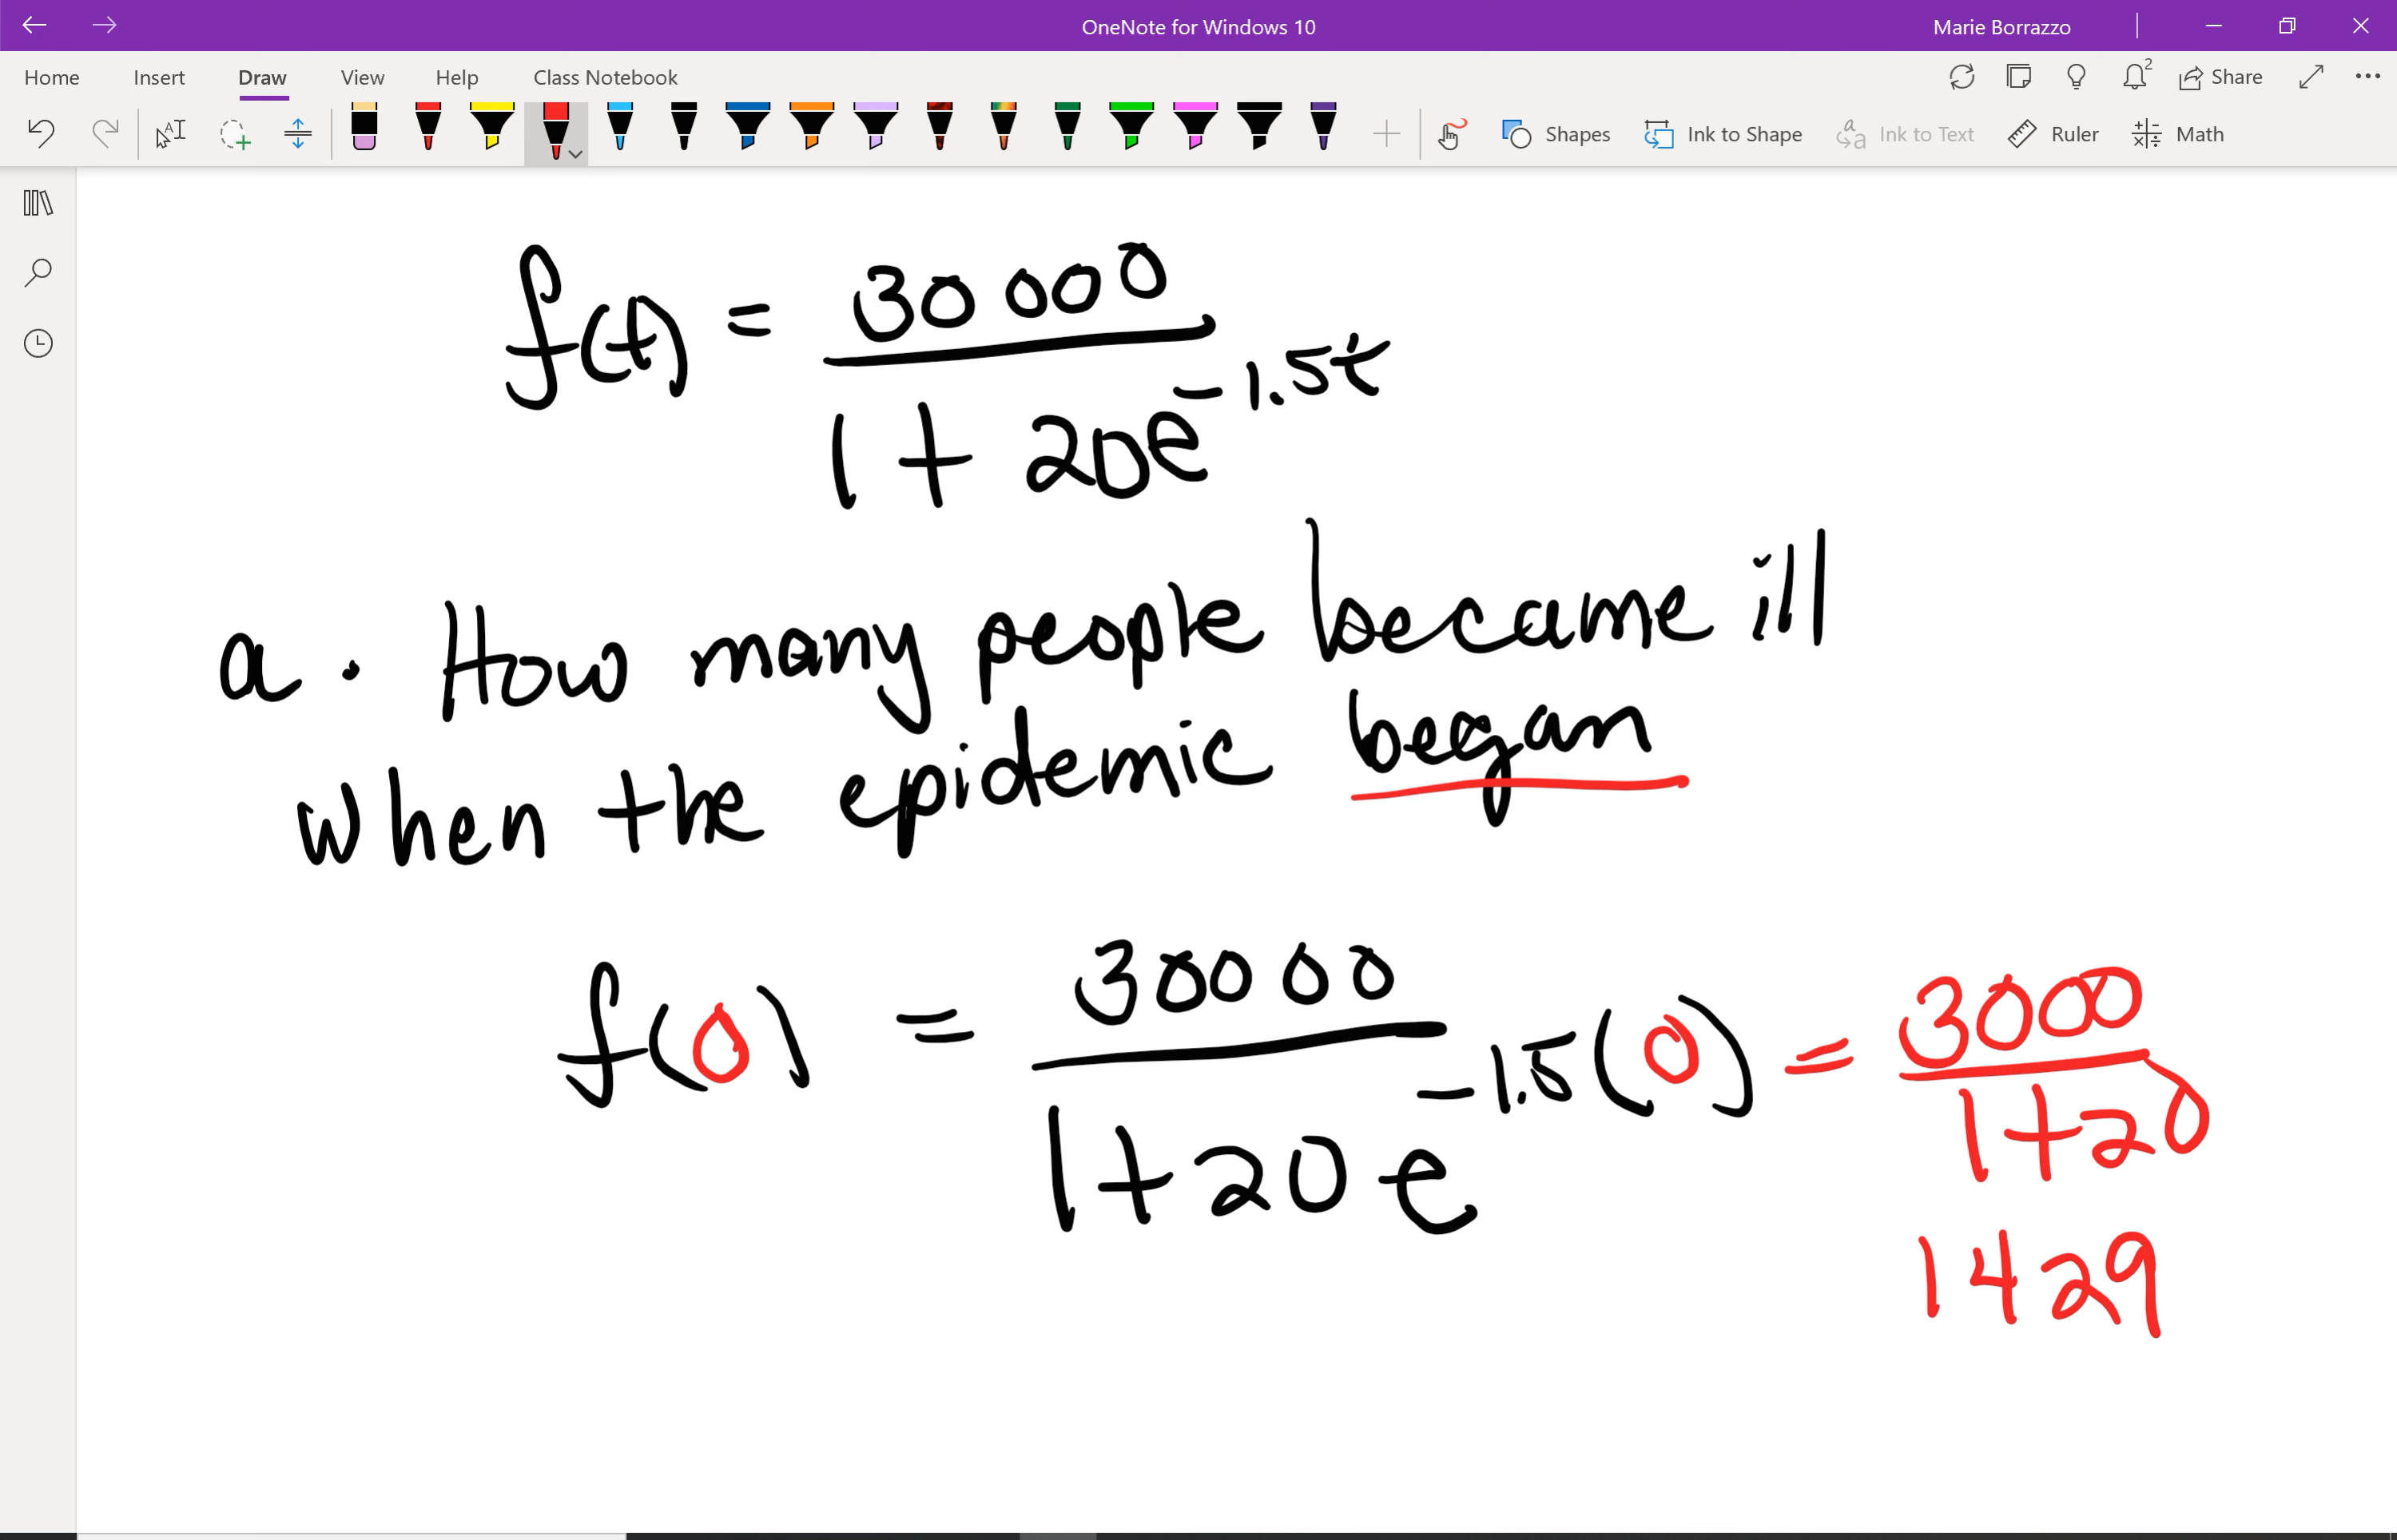 OneNote for Windows 10
Marie Borrazzo
Home Insert Draw View Help Class Notebook
2 Share
Shapes Ink to Shape Ink to Text Ruler Math
f(t) = 30000
1 + 20e^-1.5t
a. How many people became ill
when the epidemic began
f(0) = 30000 = 3000
1+20e^-1.5(0) 1+20
1429